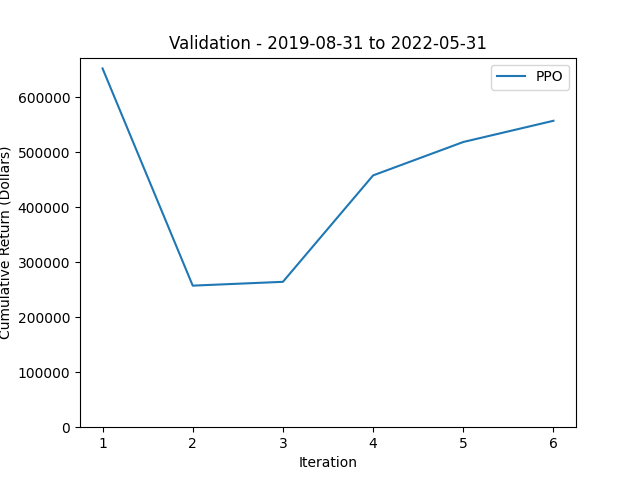 Validation - 2019-08-31 to 2022-05-31
PPO
Cumulative Return (Dollars)
600000
500000
400000
300000
200000
100000
0
1 2 3 4 5 6
Iteration